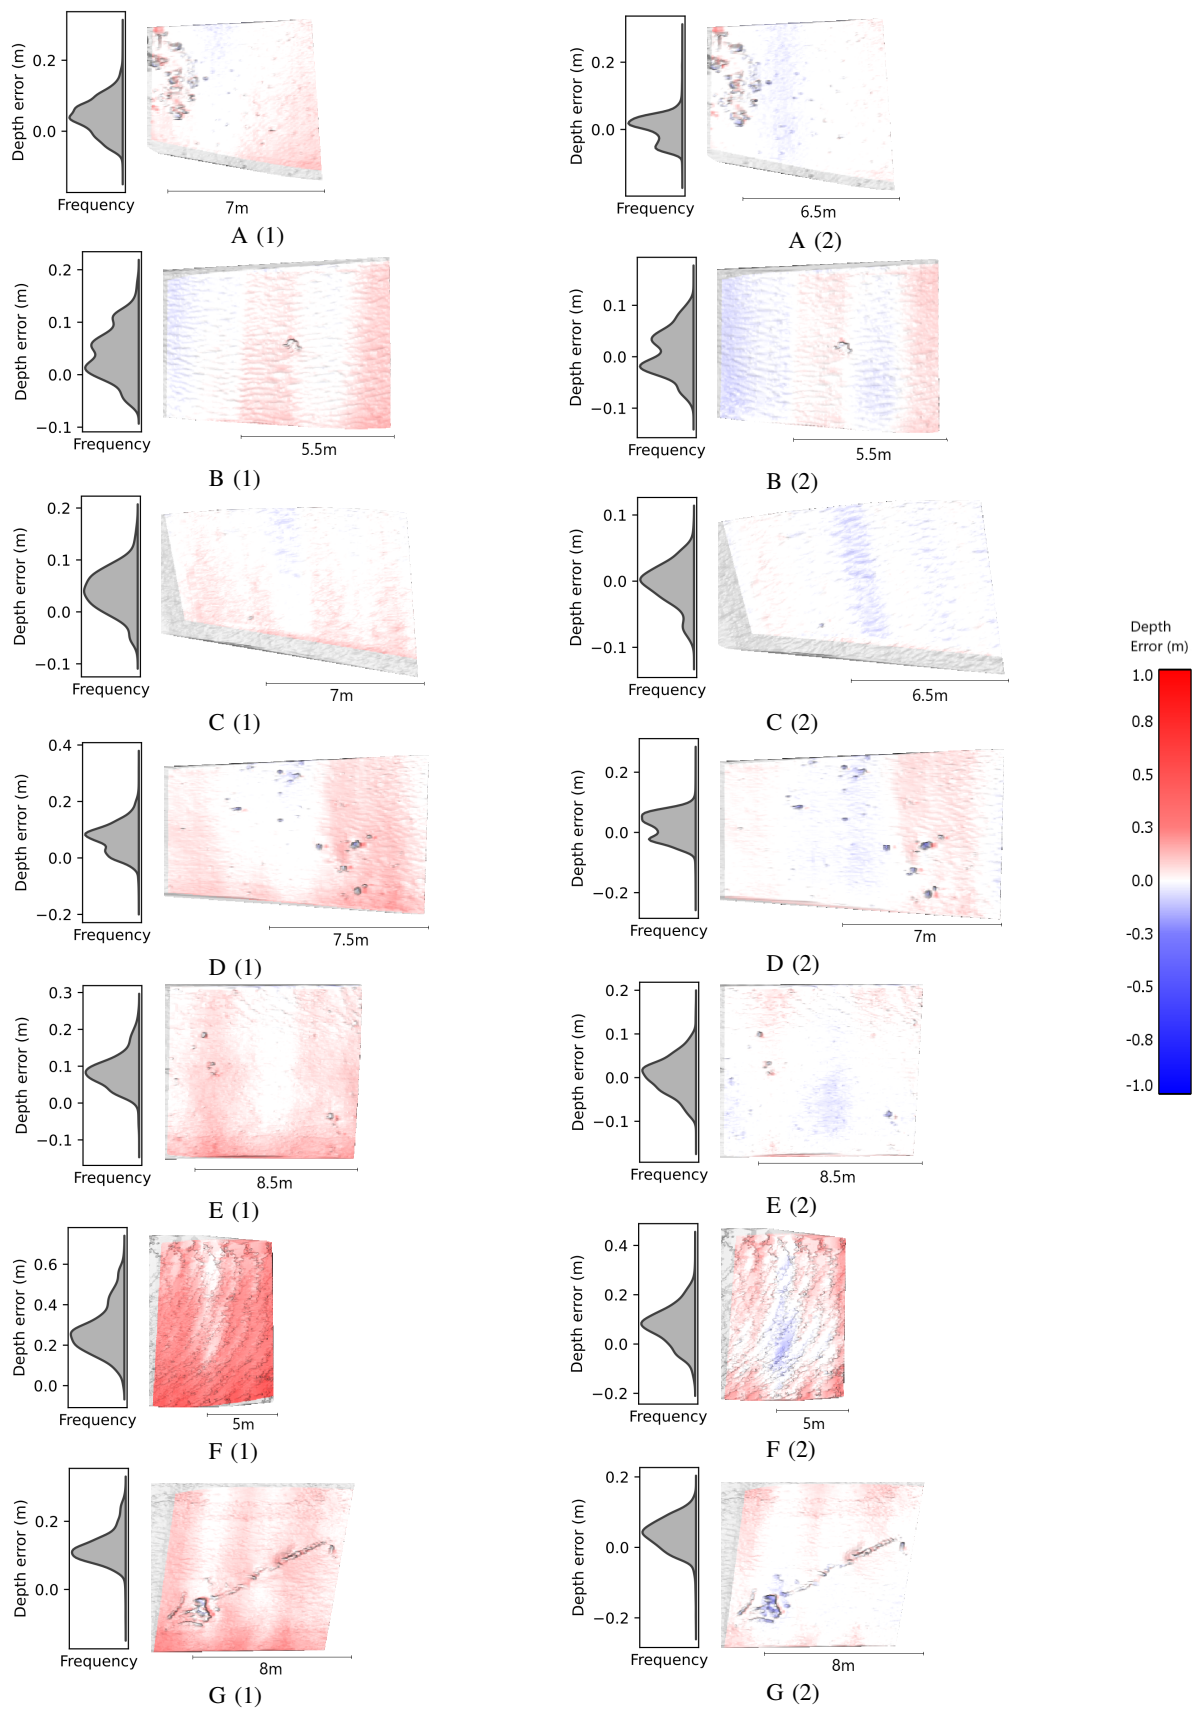 Depth error (m)
0.2
0.0
Frequency
7m
A (1)
Depth error (m)
0.2
0.0
Frequency
6.5m
A (2)
Depth error (m)
0.2
0.1
0.0
−0.1
Frequency
5.5m
B (1)
Depth error (m)
0.1
0.0
−0.1
Frequency
5.5m
B (2)
Depth error (m)
0.2
0.1
0.0
−0.1
Frequency
7m
C (1)
Depth error (m)
0.1
0.0
−0.1
Frequency
6.5m
C (2)
Depth
Error (m)
1.0
0.8
0.5
0.3
0.0
-0.3
-0.5
-0.8
-1.0
Depth error (m)
0.4
0.2
0.0
−0.2
Frequency
7.5m
D (1)
Depth error (m)
0.2
0.0
−0.2
Frequency
7m
D (2)
Depth error (m)
0.3
0.2
0.1
0.0
−0.1
Frequency
8.5m
E (1)
Depth error (m)
0.2
0.1
0.0
−0.1
Frequency
8.5m
E (2)
Depth error (m)
0.6
0.4
0.2
0.0
Frequency
5m
F (1)
Depth error (m)
0.4
0.2
0.0
−0.2
Frequency
5m
F (2)
Depth error (m)
0.2
0.0
Frequency
8m
G (1)
Depth error (m)
0.2
0.0
−0.2
Frequency
8m
G (2)